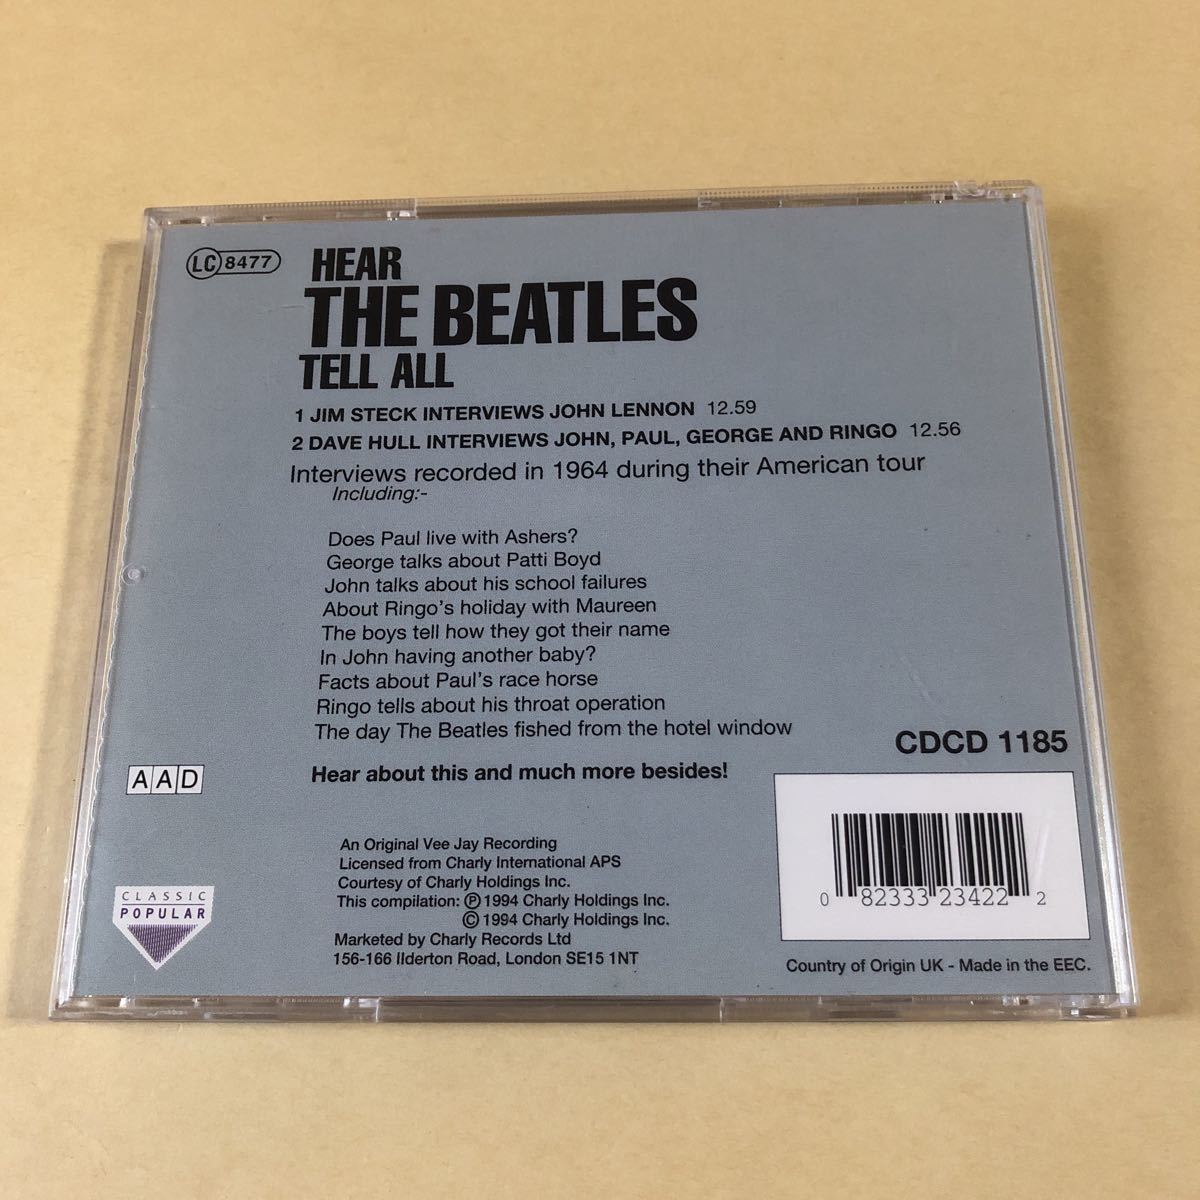 LC 8477
HEAR
THE BEATLES
TELL ALL
1 JIM STECK INTERVIEWS JOHN LENNON 12.59
2 DAVE HULL INTERVIEWS JOHN, PAUL, GEORGE AND RINGO 12.56
Interviews recorded in 1964 during their American tour
Including:-
Does Paul live with Ashers?
George talks about Patti Boyd
John talks about his school failures
About Ringo's holiday with Maureen
The boys tell how they got their name
In John having another baby?
Facts about Paul's race horse
Ringo tells about his throat operation
The day The Beatles fished from the hotel window
CDCD 1185
AAD
Hear about this and much more besides!
An Original Vee Jay Recording
Licensed from Charly International APS
Courtesy of Charly Holdings Inc.
This compilation: ℗ 1994 Charly Holdings Inc.
© 1994 Charly Holdings Inc.
Marketed by Charly Records Ltd
156-166 Ilderton Road, London SE15 1NT
CLASSIC
POPULAR
0 82333 23422 2
Country of Origin UK - Made in the EEC.